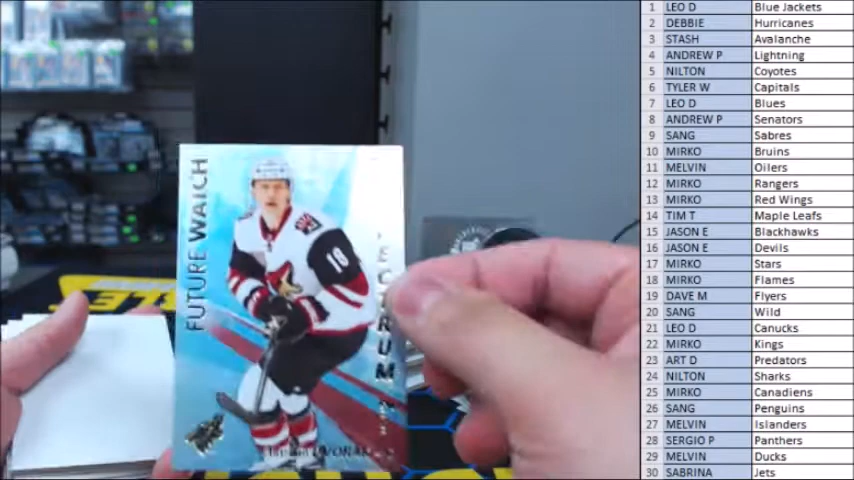 FUTURE WATCH
18
DVORAK
1 LEO D Blue Jackets
2 DEBBIE Hurricanes
3 STASH Avalanche
4 ANDREW P Lightning
5 NILTON Coyotes
6 TYLER W Capitals
7 LEO D Blues
8 ANDREW P Senators
9 SANG Sabres
10 MIRKO Bruins
11 MELVIN Oilers
12 MIRKO Rangers
13 MIRKO Red Wings
14 TIM T Maple Leafs
15 JASON E Blackhawks
16 JASON E Devils
17 MIRKO Stars
18 MIRKO Flames
19 DAVE M Flyers
20 SANG Wild
21 LEO D Canucks
22 MIRKO Kings
23 ART D Predators
24 NILTON Sharks
25 MIRKO Canadiens
26 SANG Penguins
27 MELVIN Islanders
28 SERGIO P Panthers
29 MELVIN Ducks
30 SABRINA Jets